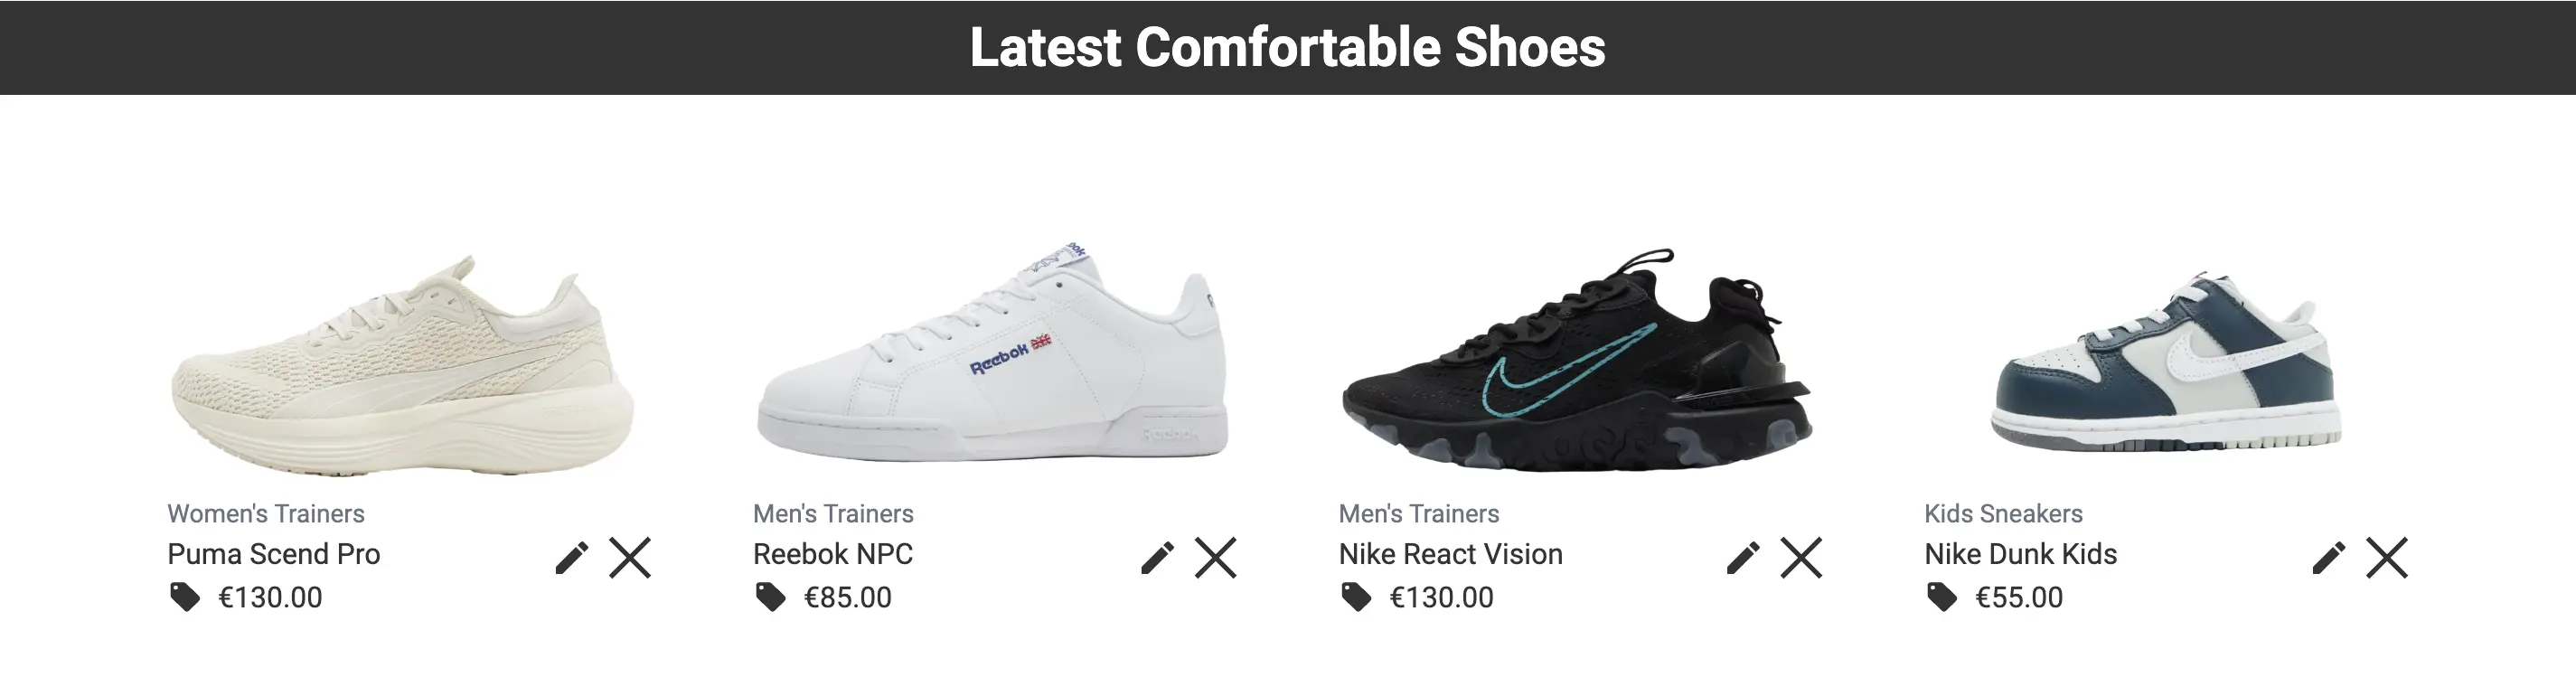 Latest Comfortable Shoes
Reebok
Reebok
Women's Trainers
Puma Scend Pro
€130.00
Men's Trainers
Reebok NPC
€85.00
Men's Trainers
Nike React Vision
€130.00
Kids Sneakers
Nike Dunk Kids
€55.00